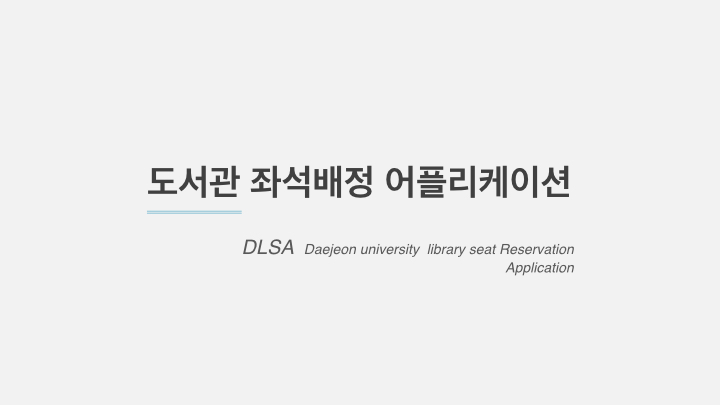 도서관 좌석배정 어플리케이션
DLSA Daejeon university library seat Reservation
Application